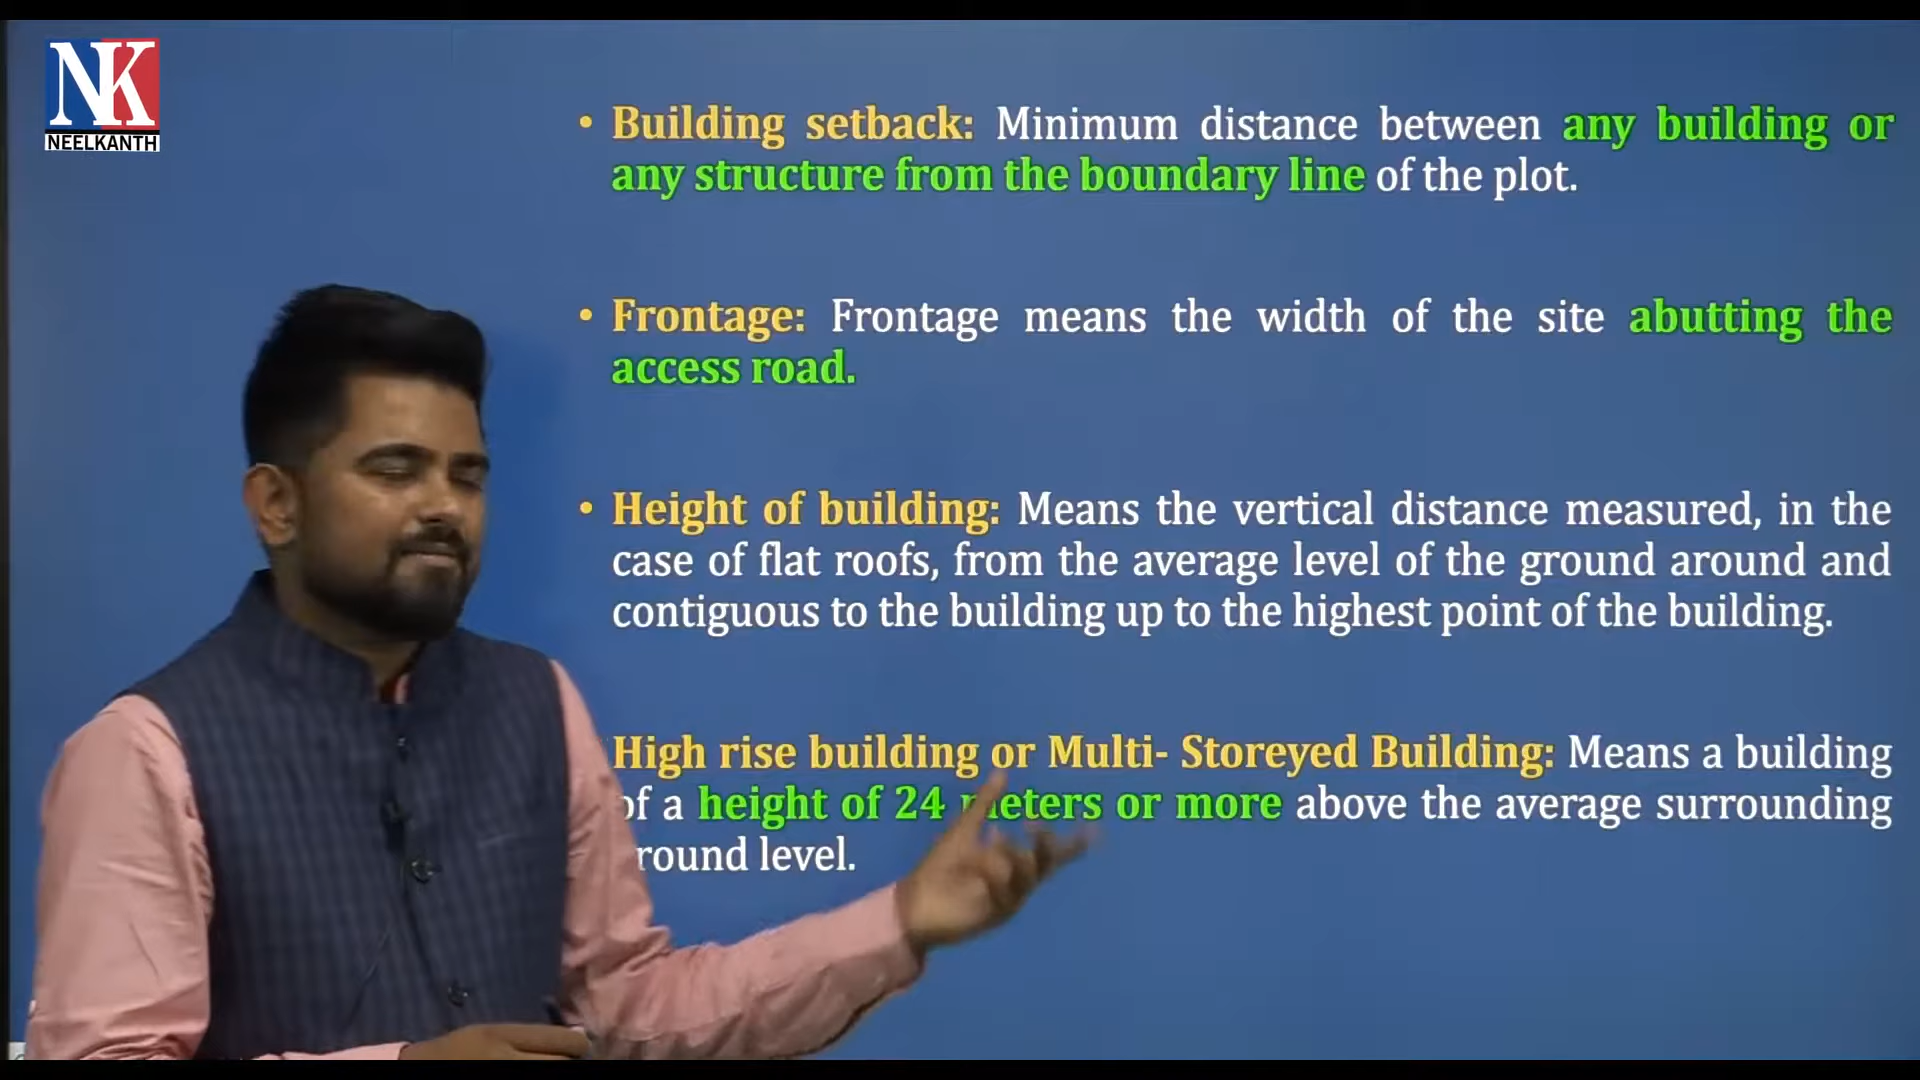 NK
NEELKANTH
• Building setback: Minimum distance between any building or
any structure from the boundary line of the plot.
• Frontage: Frontage means the width of the site abutting the
access road.
• Height of building: Means the vertical distance measured, in the
case of flat roofs, from the average level of the ground around and
contiguous to the building up to the highest point of the building.
High rise building or Multi- Storeyed Building: Means a building
of a height of 24 meters or more above the average surrounding
round level.